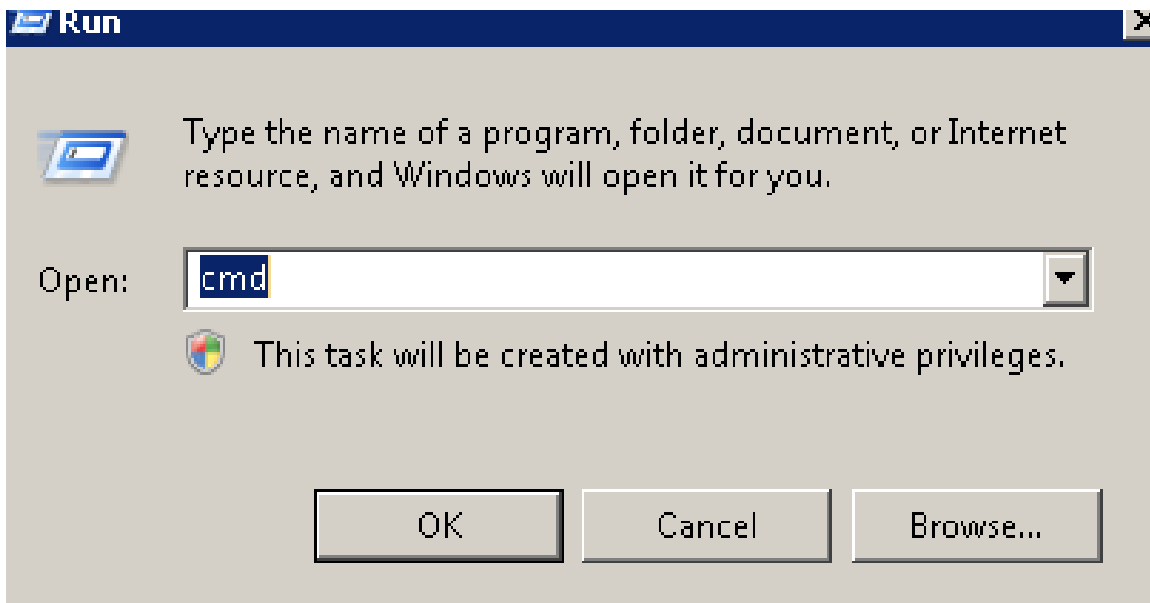 Run
Type the name of a program, folder, document, or Internet
resource, and Windows will open it for you.
Open:
cmd
This task will be created with administrative privileges.
OK
Cancel
Browse...